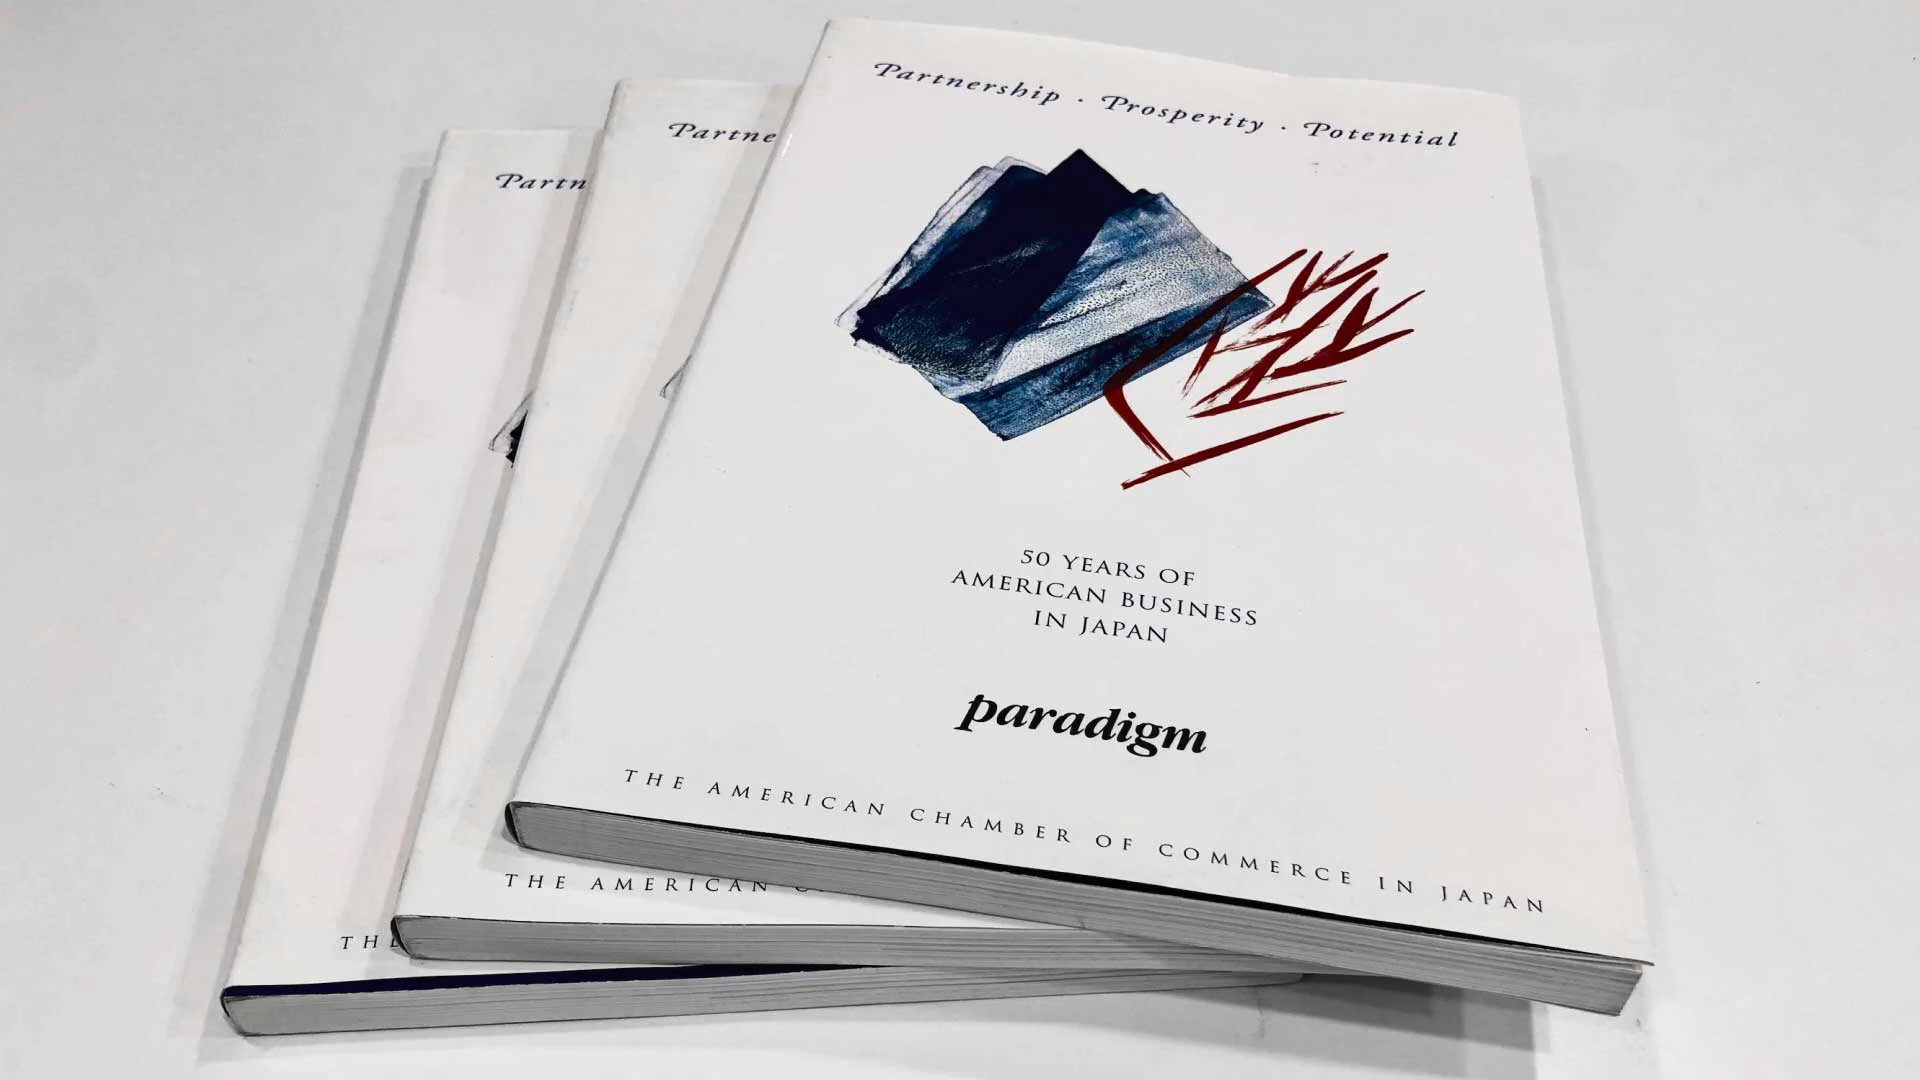 Partnership · Prosperity · Potential
50 YEARS OF
AMERICAN BUSINESS
IN JAPAN
paradigm
THE AMERICAN CHAMBER OF COMMERCE IN JAPAN
Partne
THE AMERICAN C
Partn
THE